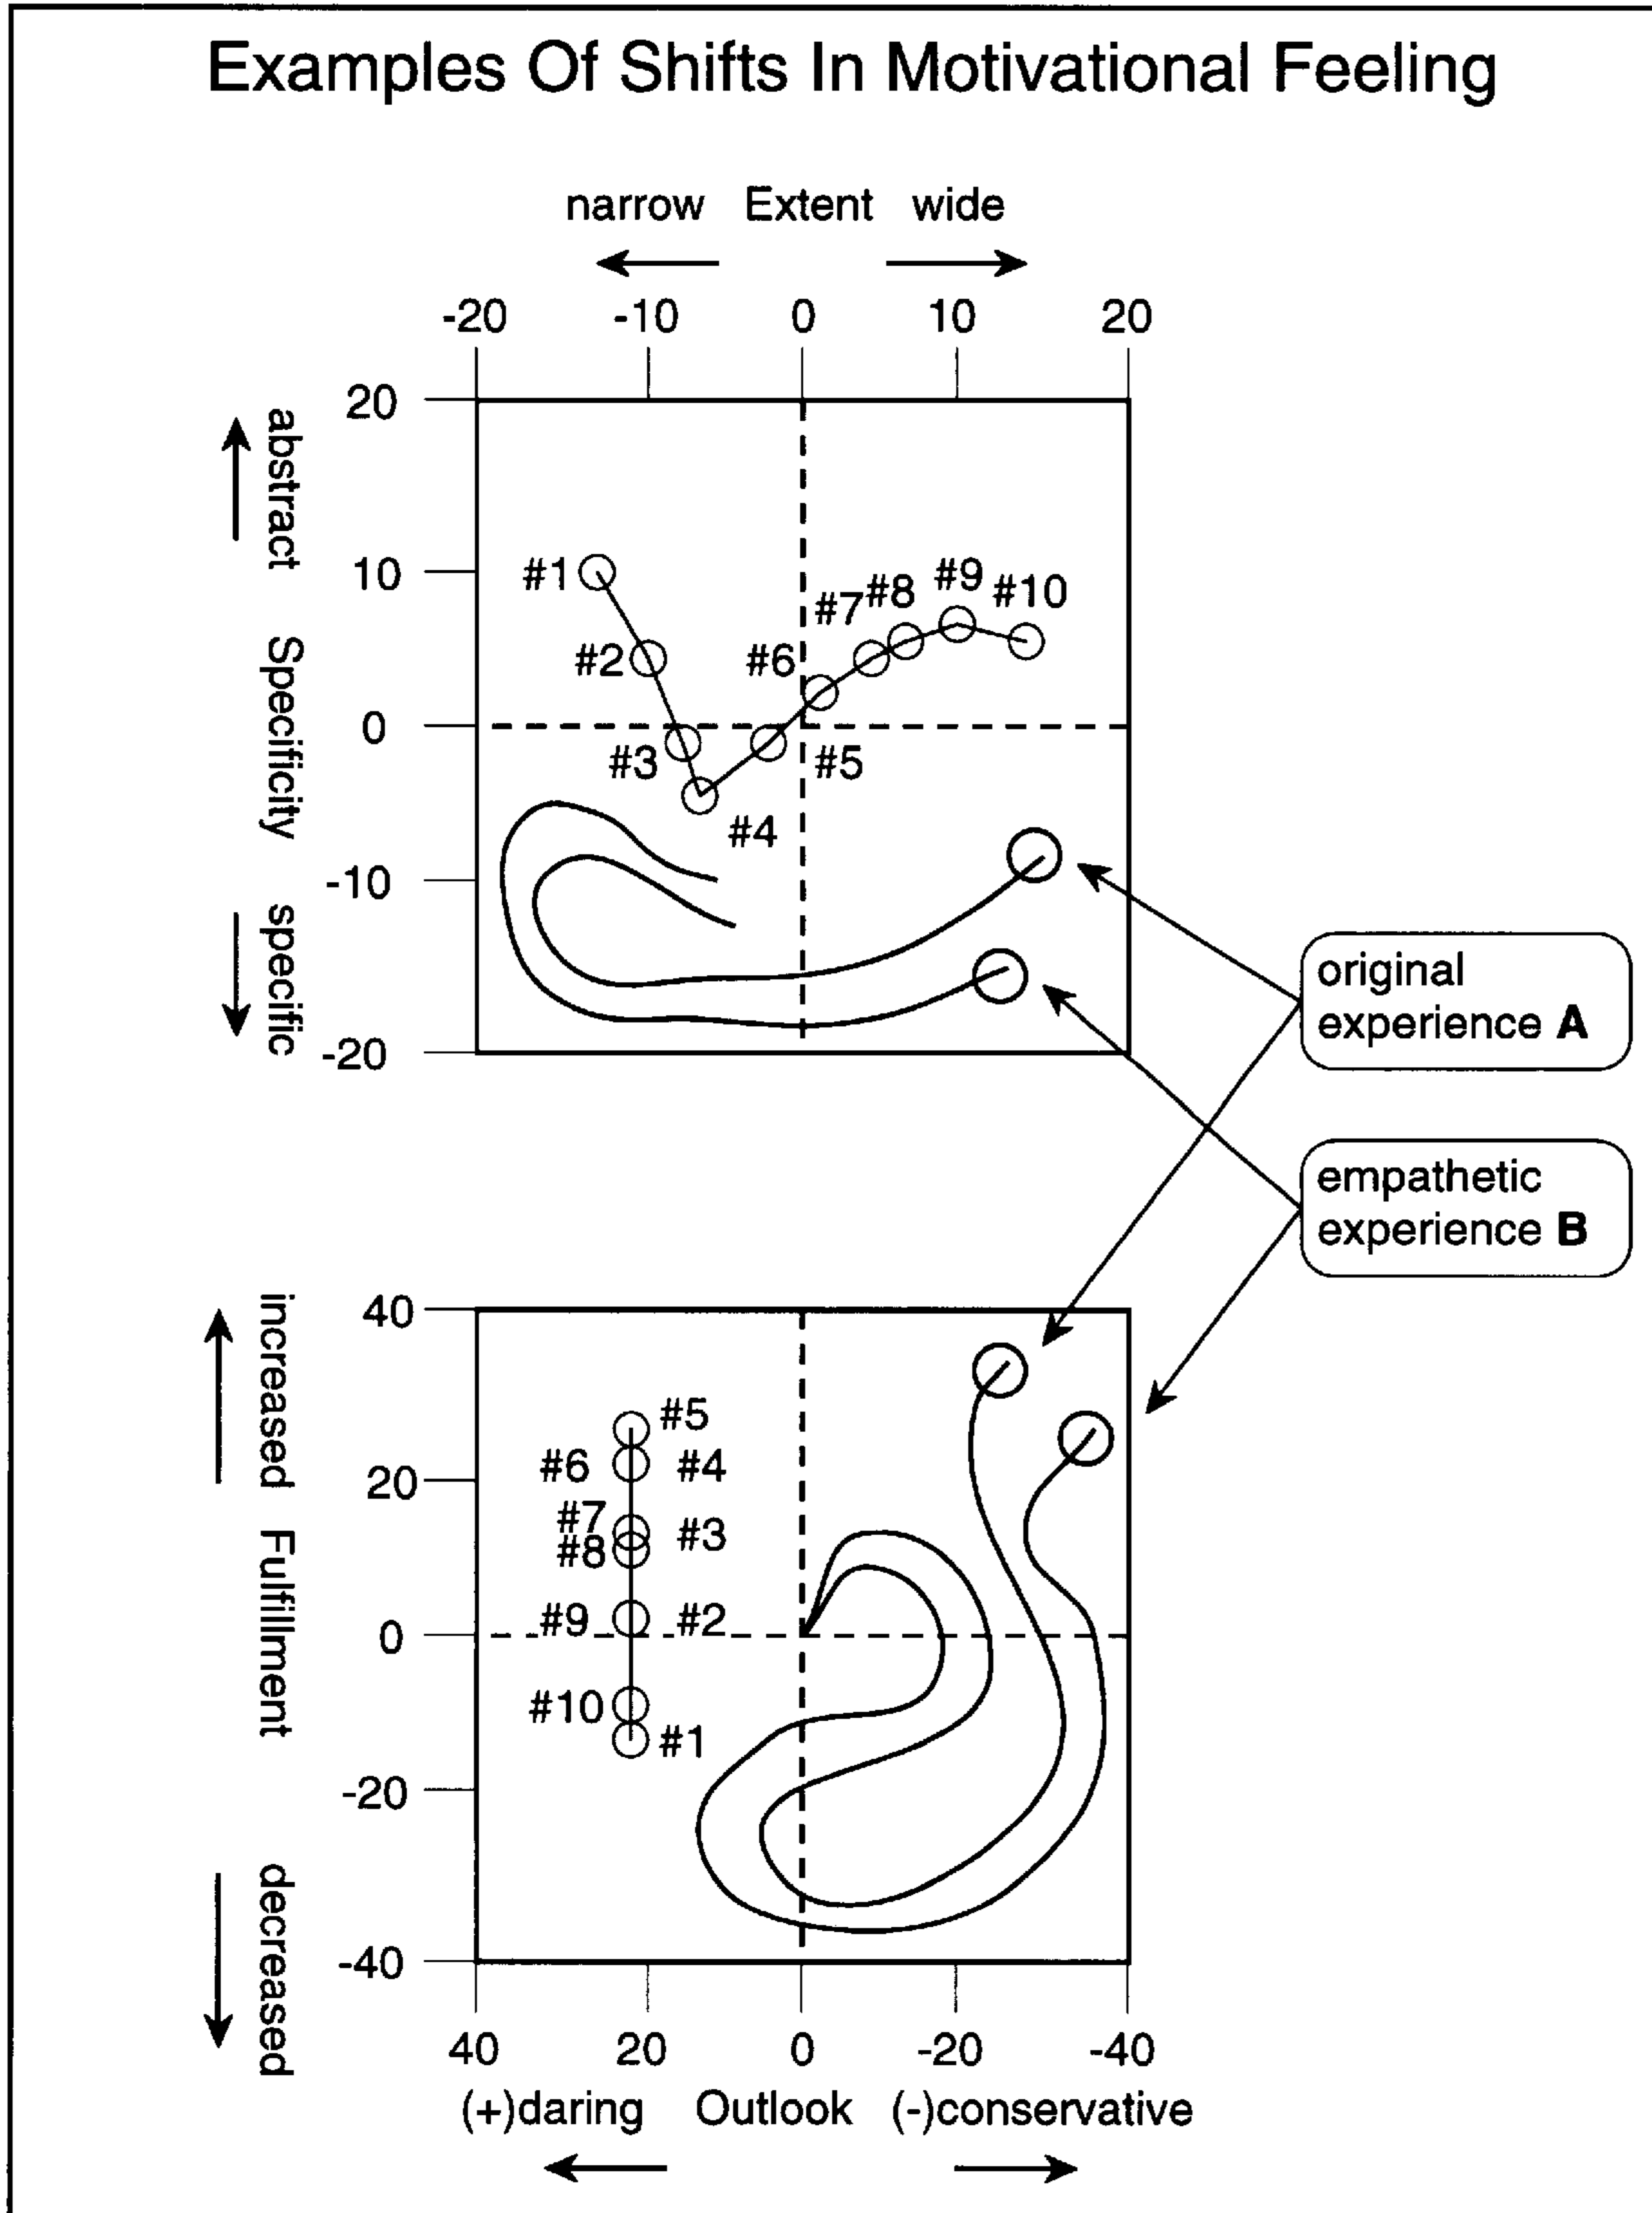 Examples Of Shifts In Motivational Feeling
narrow Extent wide
-20 -10 0 10 20
20
10
0
-10
-20
abstract Specificity specific
#1
#2
#3
#4
#5
#6
#7
#8
#9
#10
original
experience A
empathetic
experience B
40
20
0
-20
-40
increased Fulfillment decreased
#5
#6 #4
#7
#3
#8
#9 #2
#10
#1
40 20 0 -20 -40
(+)daring Outlook (-)conservative